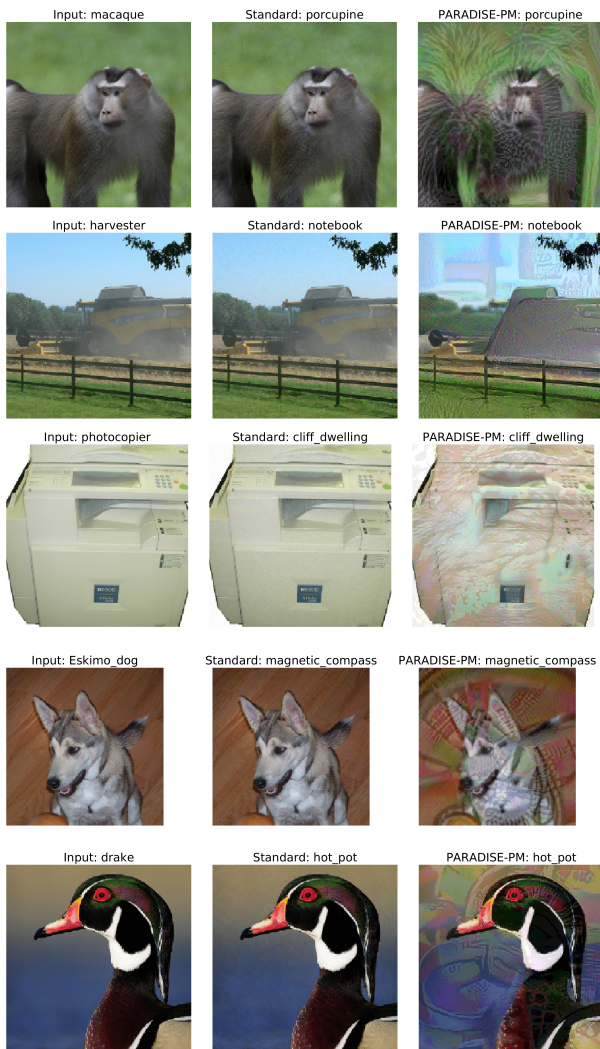 Input: macaque
Standard: porcupine
PARADISE-PM: porcupine
Input: harvester
Standard: notebook
PARADISE-PM: notebook
Input: photocopier
Standard: cliff_dwelling
PARADISE-PM: cliff_dwelling
Input: Eskimo_dog
Standard: magnetic_compass
PARADISE-PM: magnetic_compass
Input: drake
Standard: hot_pot
PARADISE-PM: hot_pot